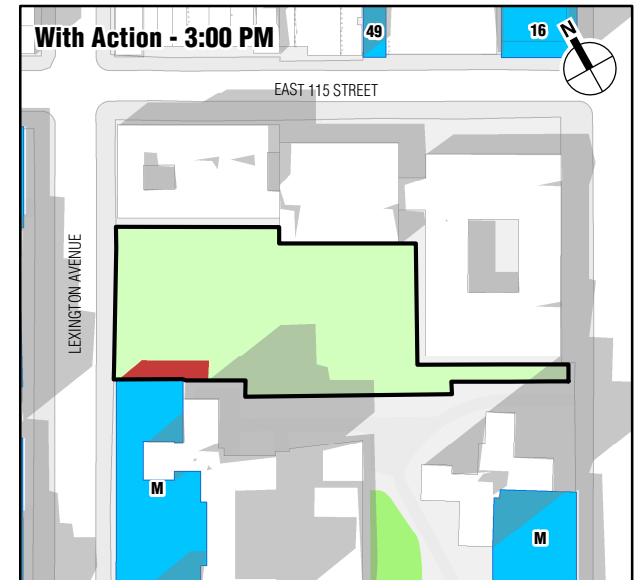 With Action - 3:00 PM
49
16
N
EAST 115 STREET
LEXINGTON AVENUE
M
M